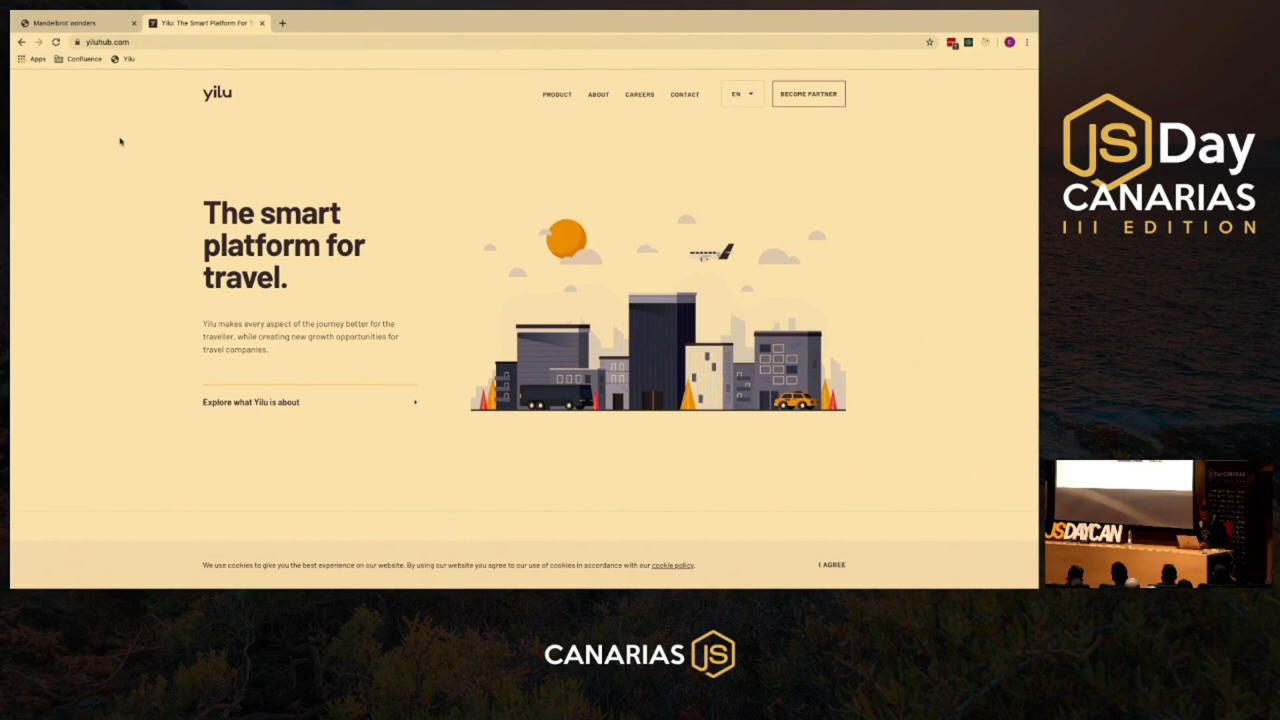 Mandelbrot wonders
Yilu: The Smart Platform For Tr
yiluhub.com
Apps
Confluence
Yilu
yilu
PRODUCT
ABOUT
CAREERS
CONTACT
EN
BECOME PARTNER
The smart
platform for
travel.
Yilu makes every aspect of the journey better for the
traveller, while creating new growth opportunities for
travel companies.
Explore what Yilu is about
We use cookies to give you the best experience on our website. By using our website you agree to our use of cookies in accordance with our cookie policy.
I AGREE
JS Day
CANARIAS
III EDITION
JSDAYCAN
CANARIAS JS